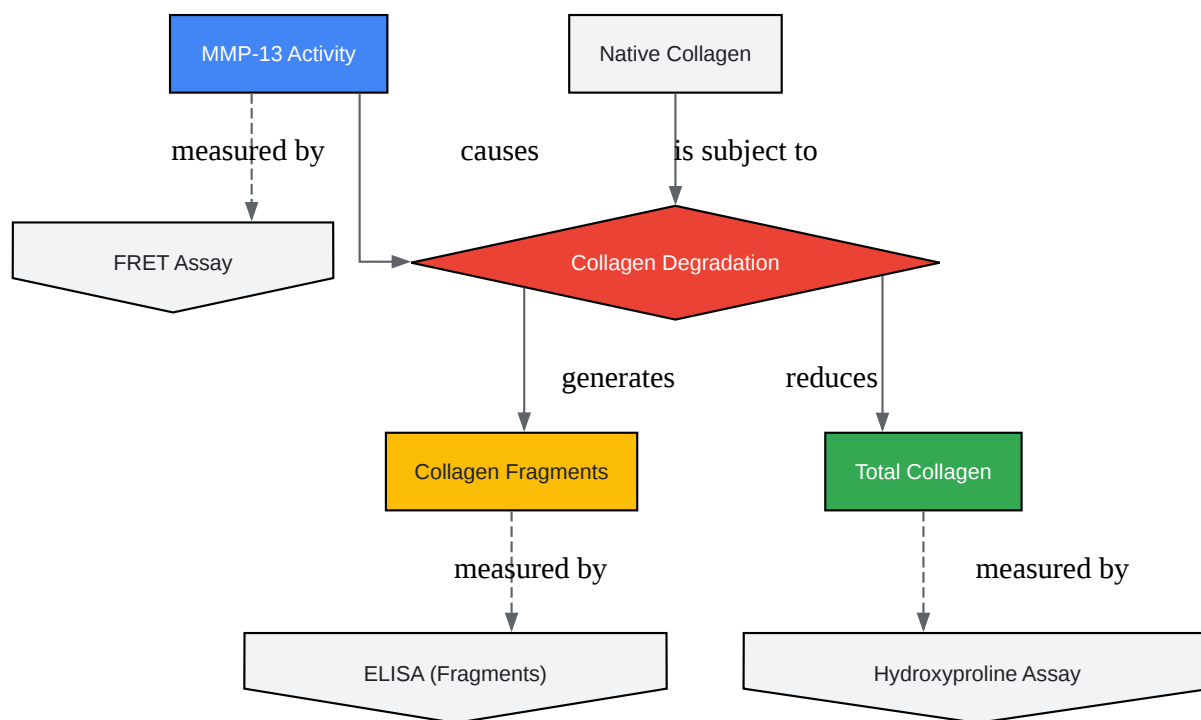 MMP-13 Activity
Native Collagen
measured by
causes
is subject to
FRET Assay
Collagen Degradation
generates
reduces
Collagen Fragments
Total Collagen
measured by
measured by
ELISA (Fragments)
Hydroxyproline Assay